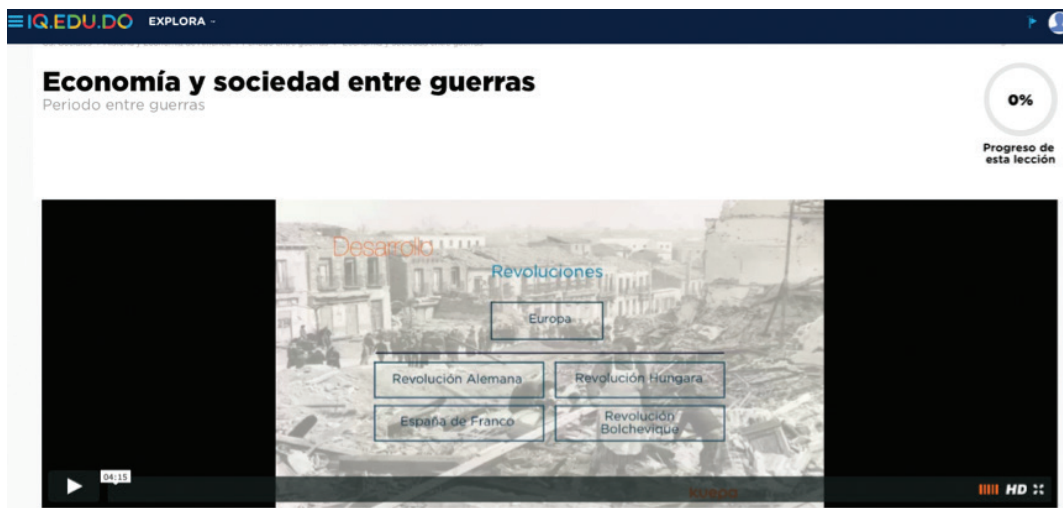 IQ.EDU.DO EXPLORA
Economía y sociedad entre guerras
Periodo entre guerras
0%
Progreso de
esta lección
Desarrollo
Revoluciones
Europa
Revolución Alemana
Revolución Hungara
España de Franco
Revolución
Bolchevique
04:15
HD